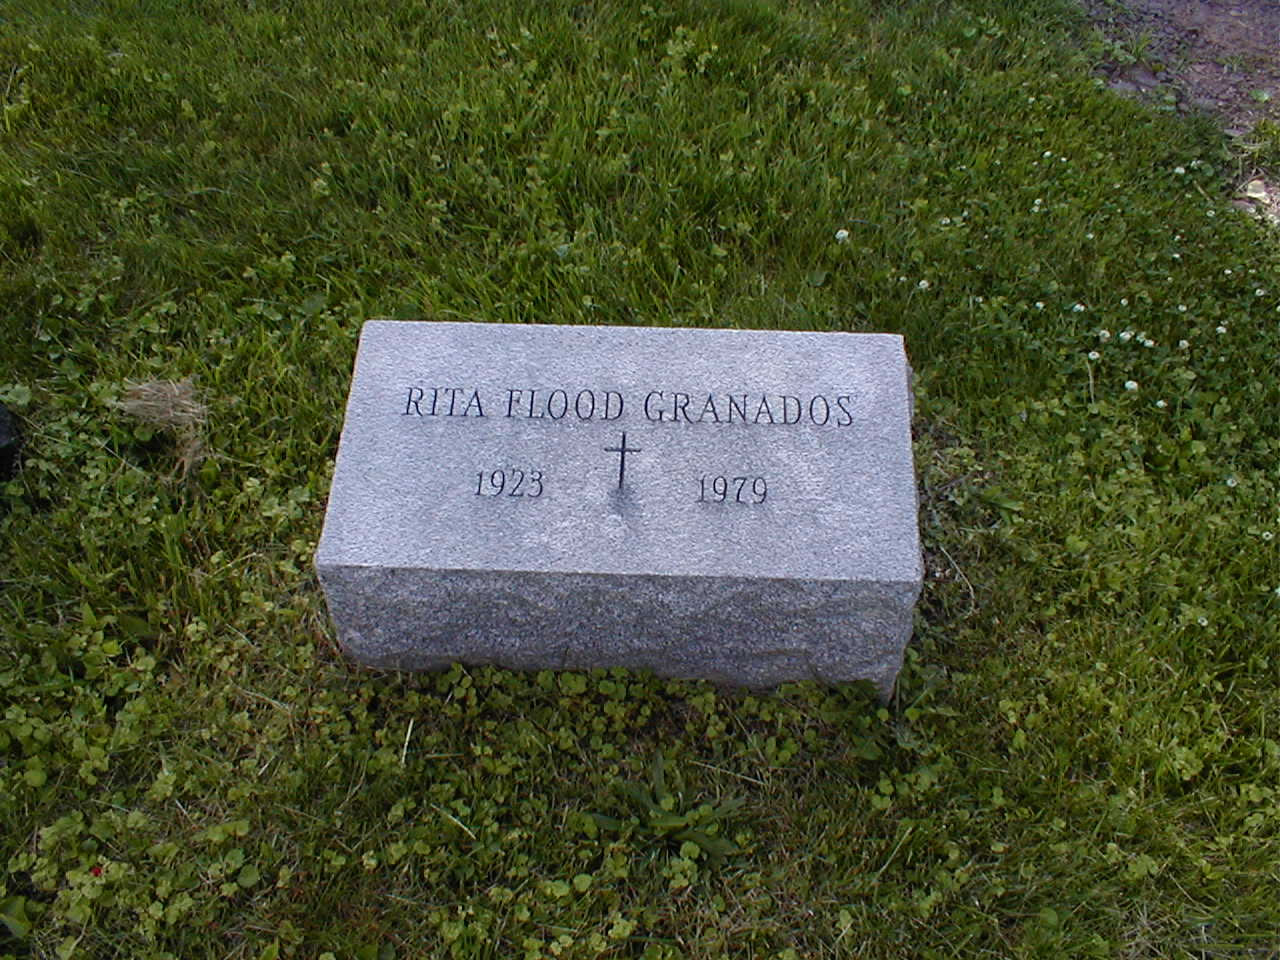 RITA FLOOD GRANADOS
1923 1979